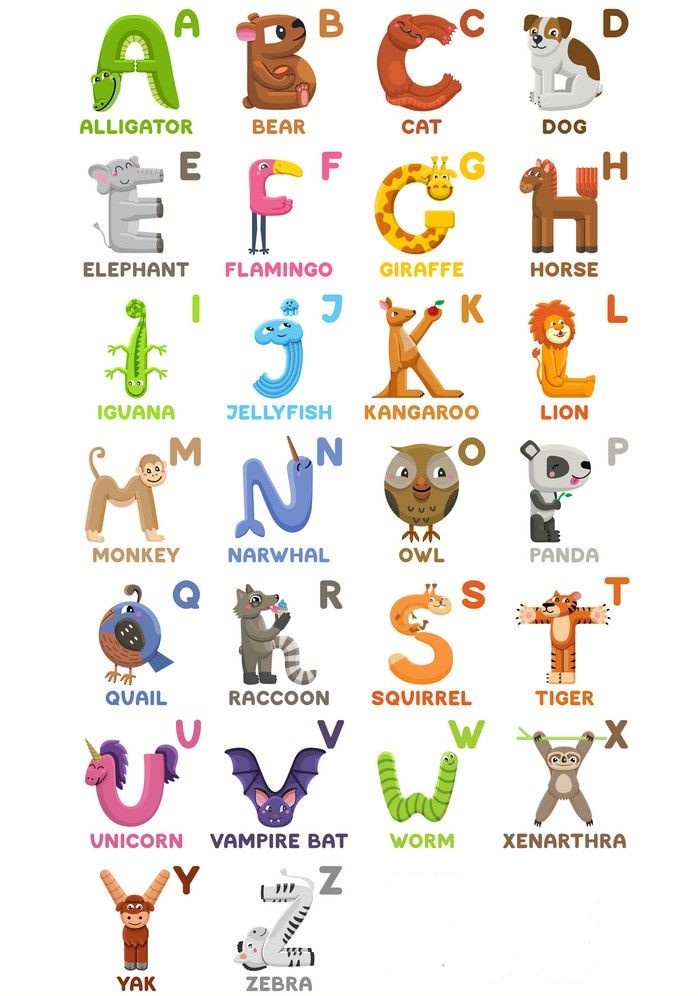 A B C D
ALLIGATOR BEAR CAT DOG
E F G H
ELEPHANT FLAMINGO GIRAFFE HORSE
I J K L
IGUANA JELLYFISH KANGAROO LION
M N O P
MONKEY NARWHAL OWL PANDA
Q R S T
QUAIL RACCOON SQUIRREL TIGER
U V W X
UNICORN VAMPIRE BAT WORM XENARTHRA
Y Z
YAK ZEBRA